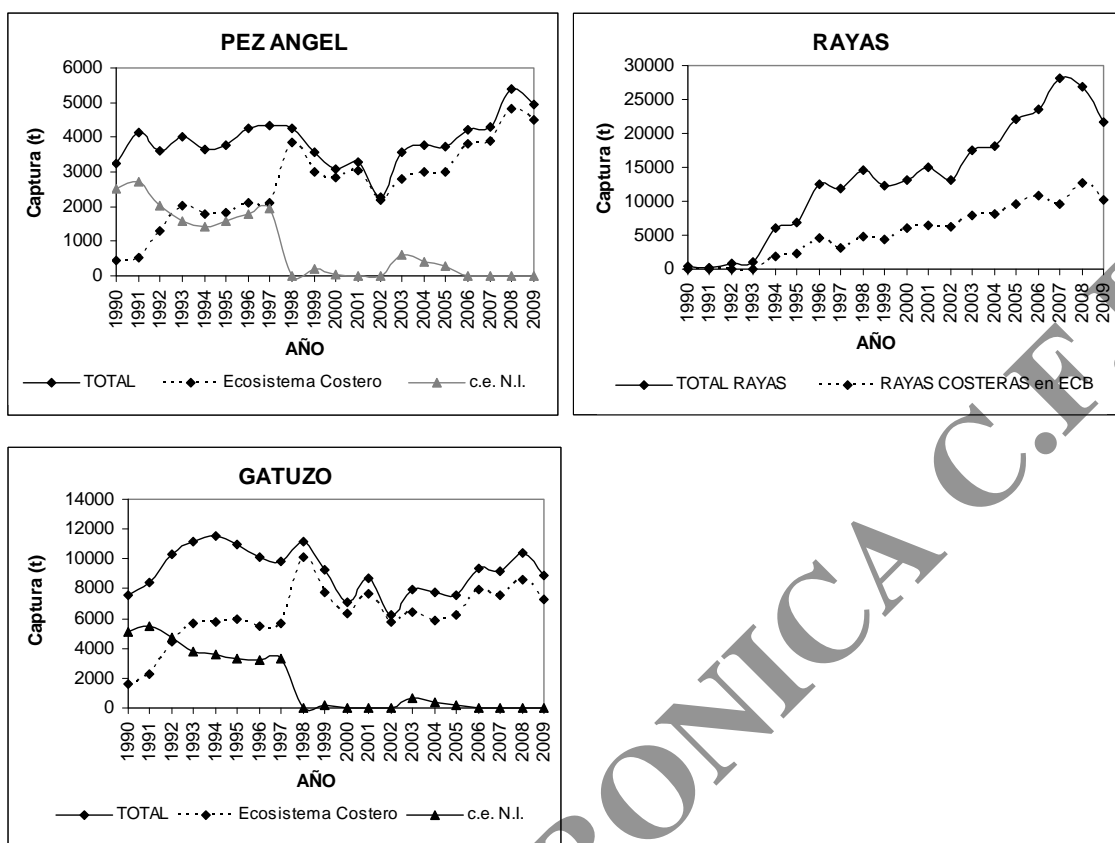 PEZ ANGEL
6000
5000
4000
3000
2000
1000
0
Captura (t)
1990 1991 1992 1993 1994 1995 1996 1997 1998 1999 2000 2001 2002 2003 2004 2005 2006 2007 2008 2009
AÑO
TOTAL Ecosistema Costero c.e. N.I.
RAYAS
30000
25000
20000
15000
10000
5000
0
Captura (t)
1990 1991 1992 1993 1994 1995 1996 1997 1998 1999 2000 2001 2002 2003 2004 2005 2006 2007 2008 2009
AÑO
TOTAL RAYAS RAYAS COSTERAS en ECB
GATUZO
14000
12000
10000
8000
6000
4000
2000
0
Captura (t)
1990 1991 1992 1993 1994 1995 1996 1997 1998 1999 2000 2001 2002 2003 2004 2005 2006 2007 2008 2009
AÑO
TOTAL Ecosistema Costero c.e. N.I.
RONICA C.F.